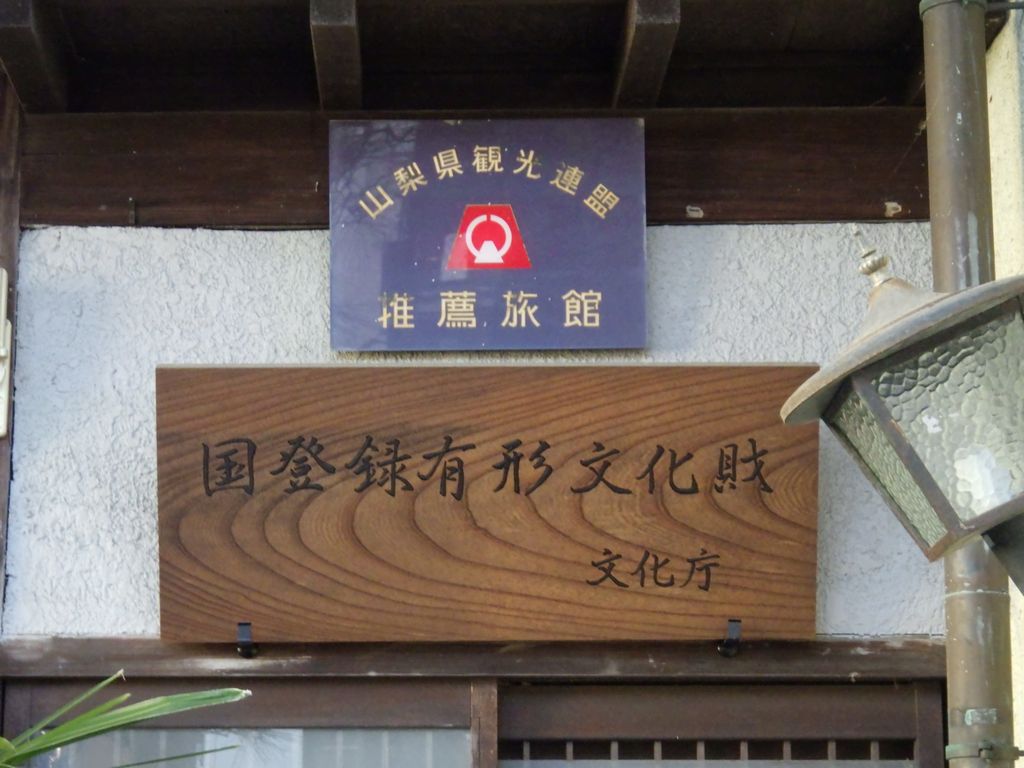 山梨県観光連盟
推薦旅館
国登録有形文化財
文化庁